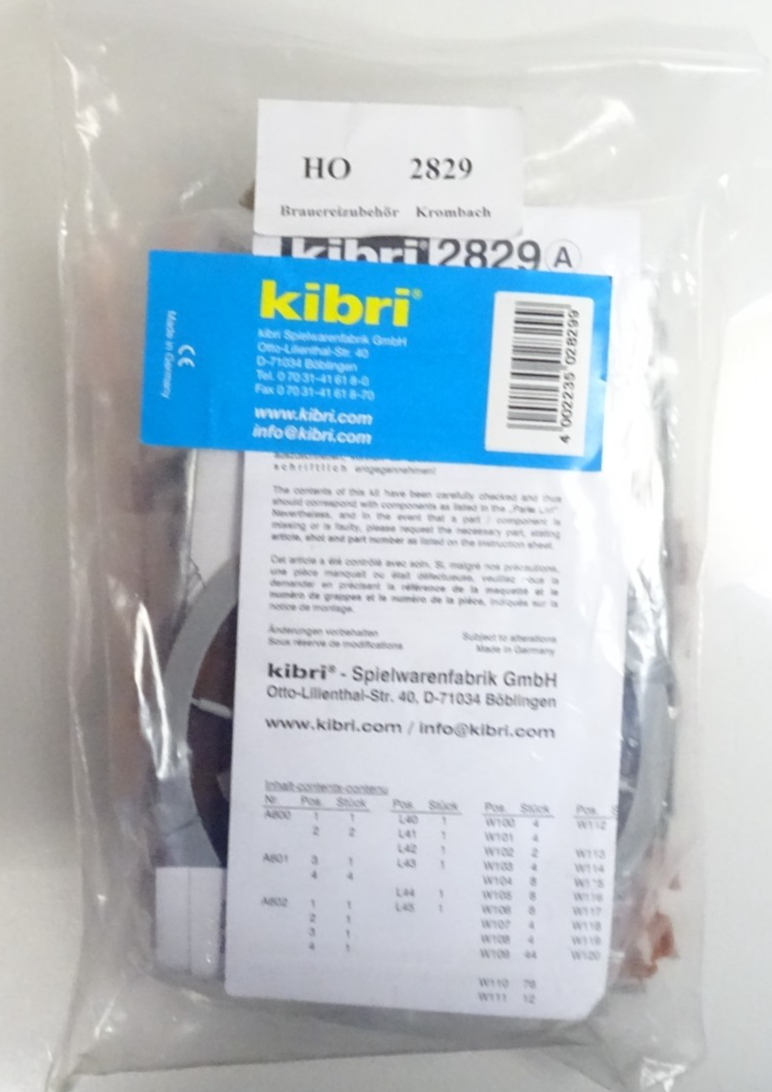 HO 2829
Brauereizubehör Krombach
kibri® 2829 A
kibri®
kibri Spielwarenfabrik GmbH
Otto-Lilienthal-Str. 40
D-71034 Böblingen
Tel. 0 70 31-41 61 8-0
Fax 0 70 31-41 61 8-70
www.kibri.com
info@kibri.com
CE
Made in Germany
4 002235 028299
schriftlich entgegennehmen!
The contents of this kit have been carefully checked and thus
should correspond with components as listed in the „Parts List".
Nevertheless, and in the event that a part / component is
missing or is faulty, please request the necessary part, stating
article, shot and part number as listed on the instruction sheet.
Cet article a été contrôlé avec soin. Si, malgré nos précautions,
une pièce manquait ou était défectueuse, veuillez nous la
demander en précisant la référence de la maquette et le
numéro de grappes et le numéro de la pièce, indiqués sur la
notice de montage.
Änderungen vorbehalten Subject to alterations
Sous réserve de modifications Made in Germany
kibri® - Spielwarenfabrik GmbH
Otto-Lilienthal-Str. 40, D-71034 Böblingen
www.kibri.com / info@kibri.com
Inhalt-contents-contenu
Nr. Pos. Stück Pos. Stück Pos. Stück Pos. S
A800 1 1 L40 1 W100 4 W112
2 2 L41 1 W101 4
L42 1 W102 2 W113
A801 3 1 L43 1 W103 4 W114
4 4 W104 8 W115
L44 1 W105 8 W116
A802 1 1 L45 1 W106 8 W117
2 1 W107 4 W118
3 1 W108 4 W119
4 1 W109 44 W120
W110 78
W111 12